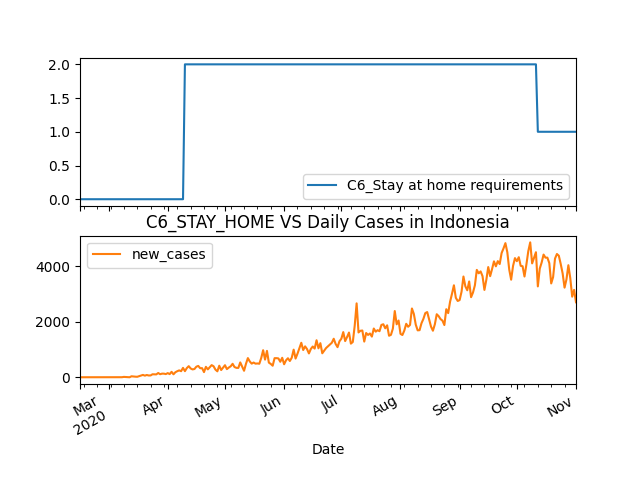 2.0
1.5
1.0
0.5
0.0
C6_Stay at home requirements
C6_STAY_HOME VS Daily Cases in Indonesia
new_cases
4000
2000
0
Mar
2020
Apr
May
Jun
Jul
Aug
Sep
Oct
Nov
Date